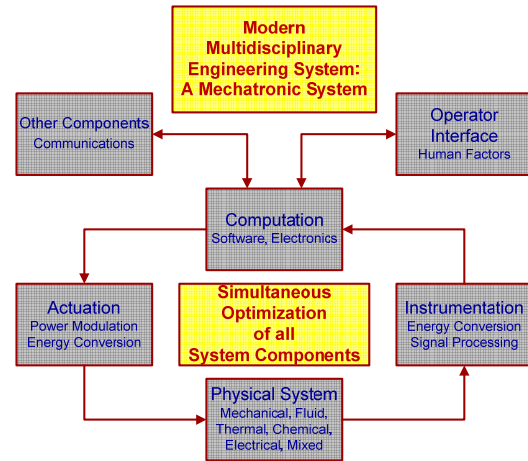 Modern
Multidisciplinary
Engineering System:
A Mechatronic System
Other Components
Communications
Operator
Interface
Human Factors
Computation
Software, Electronics
Actuation
Power Modulation
Energy Conversion
Simultaneous
Optimization
of all
System Components
Instrumentation
Energy Conversion
Signal Processing
Physical System
Mechanical, Fluid,
Thermal, Chemical,
Electrical, Mixed